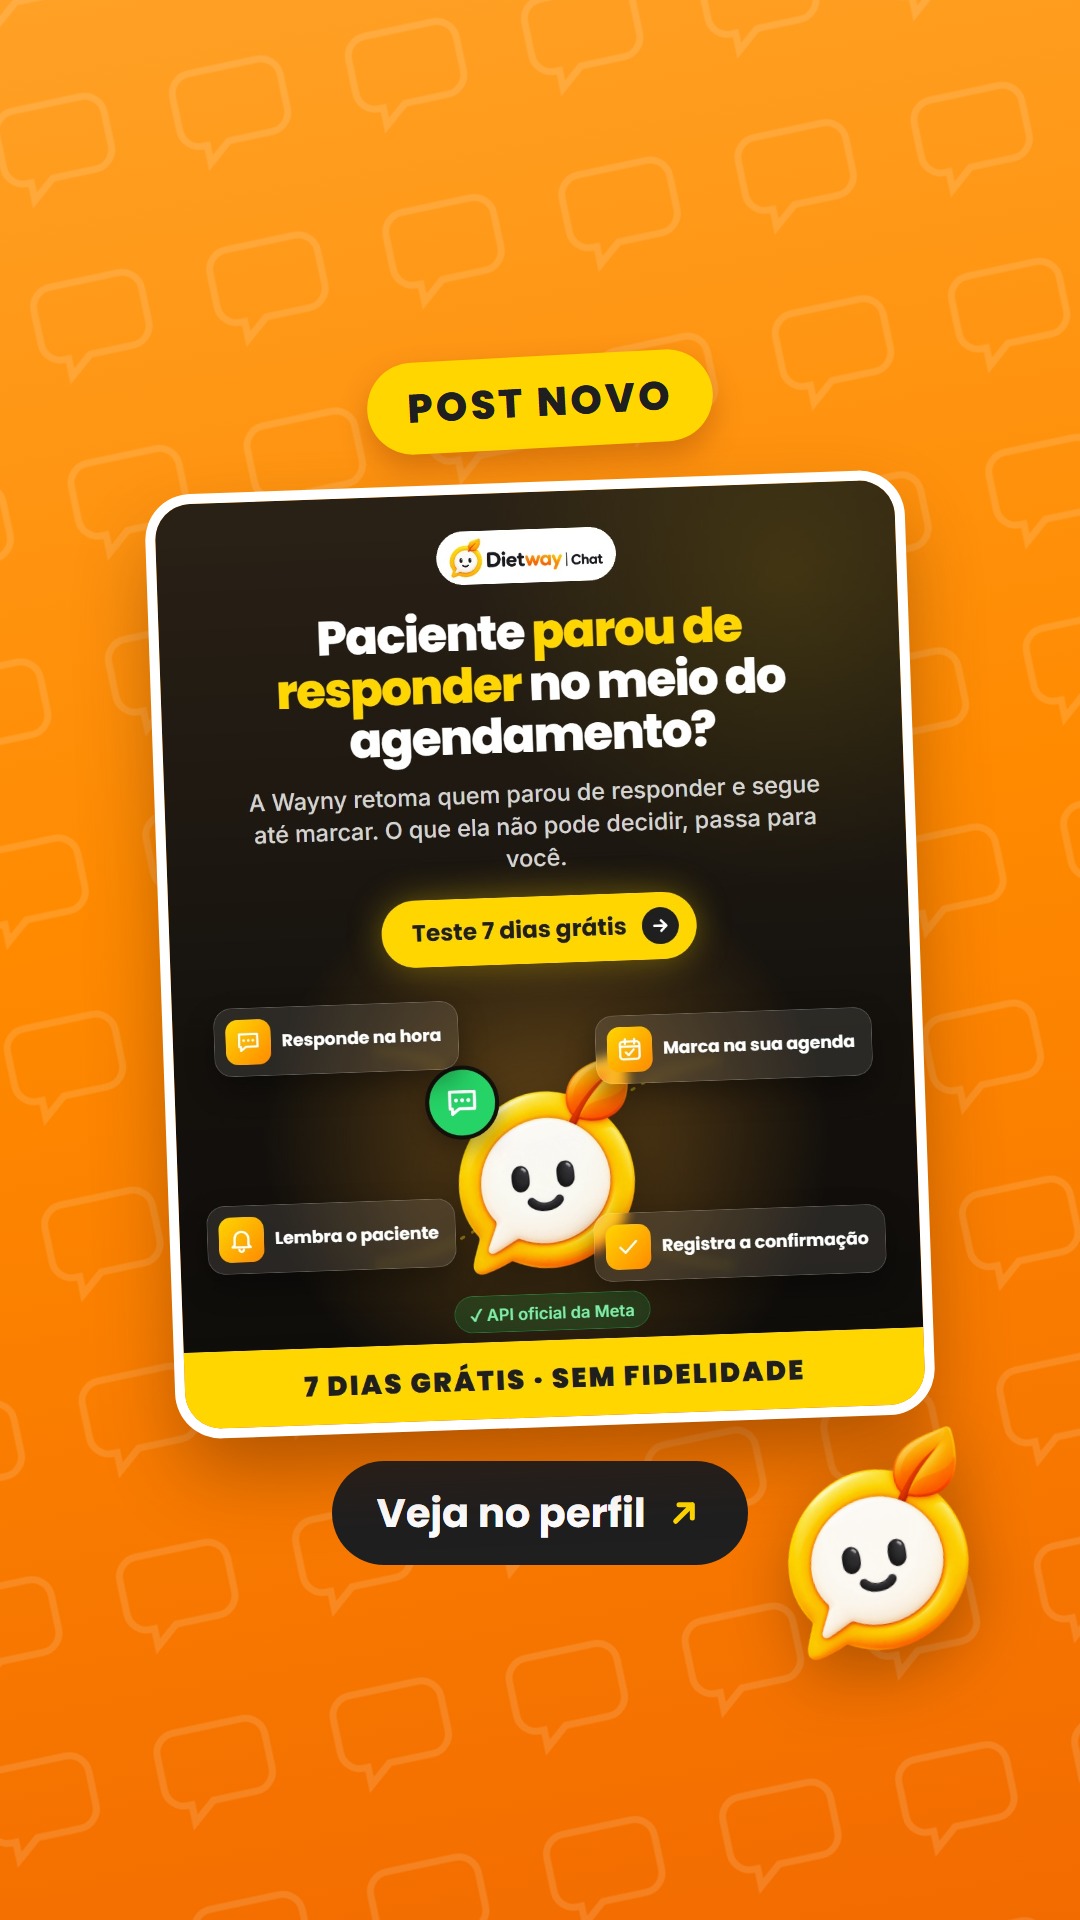 POST NOVO
Dietway | Chat
Paciente parou de
responder no meio do
agendamento?
A Wayny retoma quem parou de responder e segue
até marcar. O que ela não pode decidir, passa para
você.
Teste 7 dias grátis
Responde na hora
Marca na sua agenda
Lembra o paciente
Registra a confirmação
✓ API oficial da Meta
7 DIAS GRÁTIS · SEM FIDELIDADE
Veja no perfil